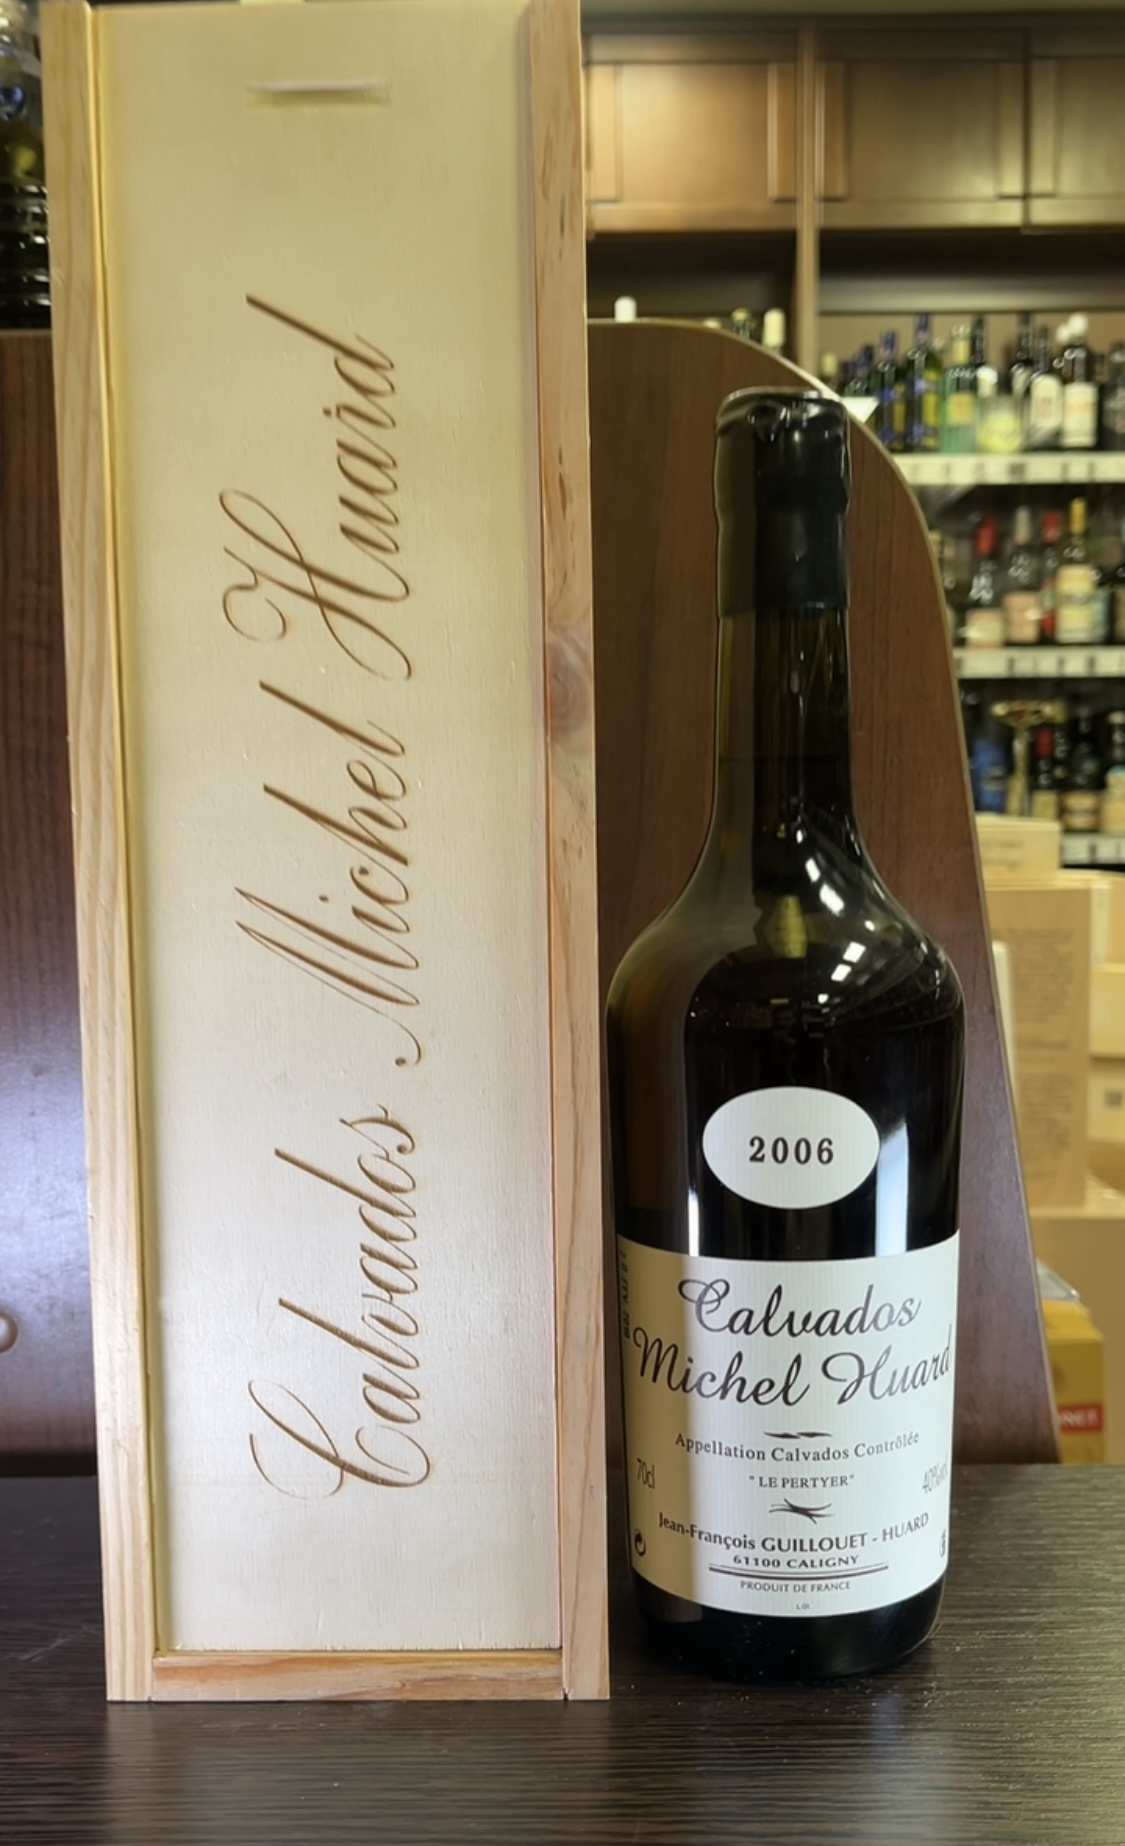 Calvados Michel Huard
2006
Calvados
Michel Huard
Appellation Calvados Contrôlée
70cl
"LE PERTYER"
40%vol
Jean-François GUILLOUET - HUARD
61100 CALIGNY
PRODUIT DE FRANCE
L 01